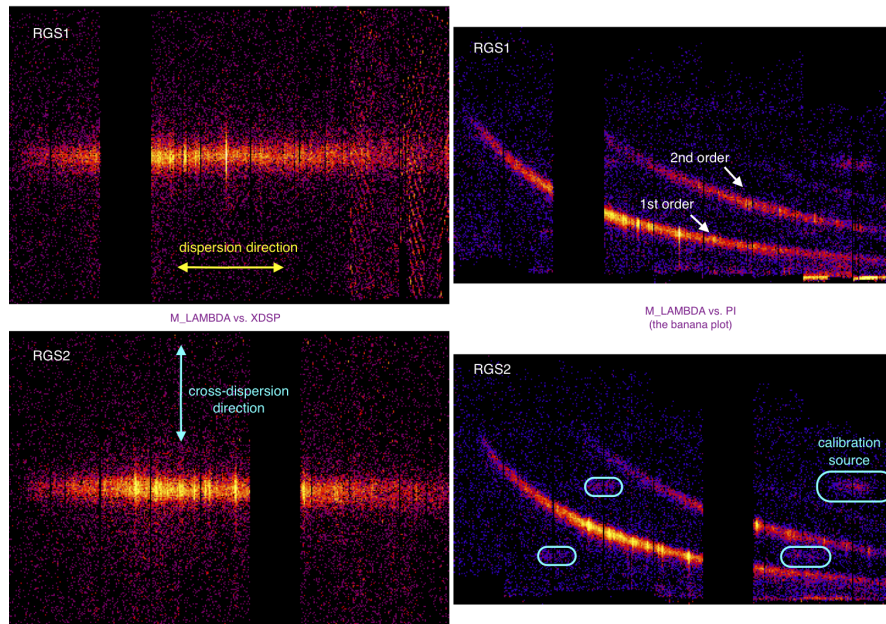 RGS1
dispersion direction
M_LAMBDA vs. XDSP
RGS1
2nd order
1st order
M_LAMBDA vs. PI
(the banana plot)
RGS2
cross-dispersion
direction
RGS2
calibration
source